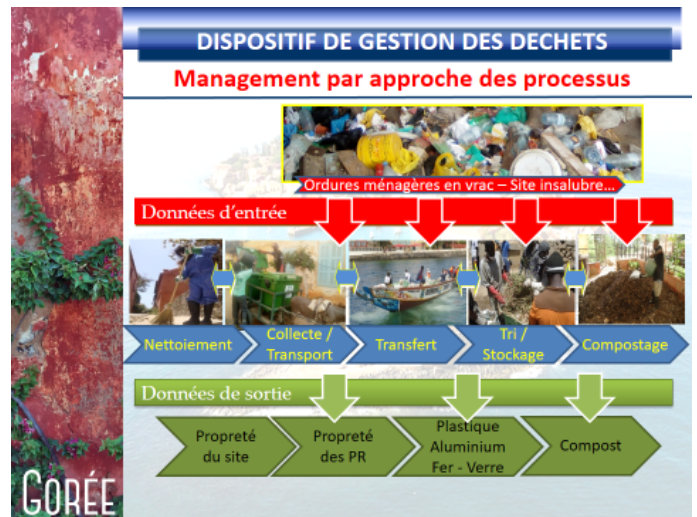 DISPOSITIF DE GESTION DES DECHETS
Management par approche des processus
Ordures ménagères en vrac – Site insalubre...
Données d'entrée
Nettoiement
Collecte /
Transport
Transfert
Tri /
Stockage
Compostage
Données de sortie
Propreté
du site
Propreté
des PR
Plastique
Aluminium
Fer - Verre
Compost
GORÉE